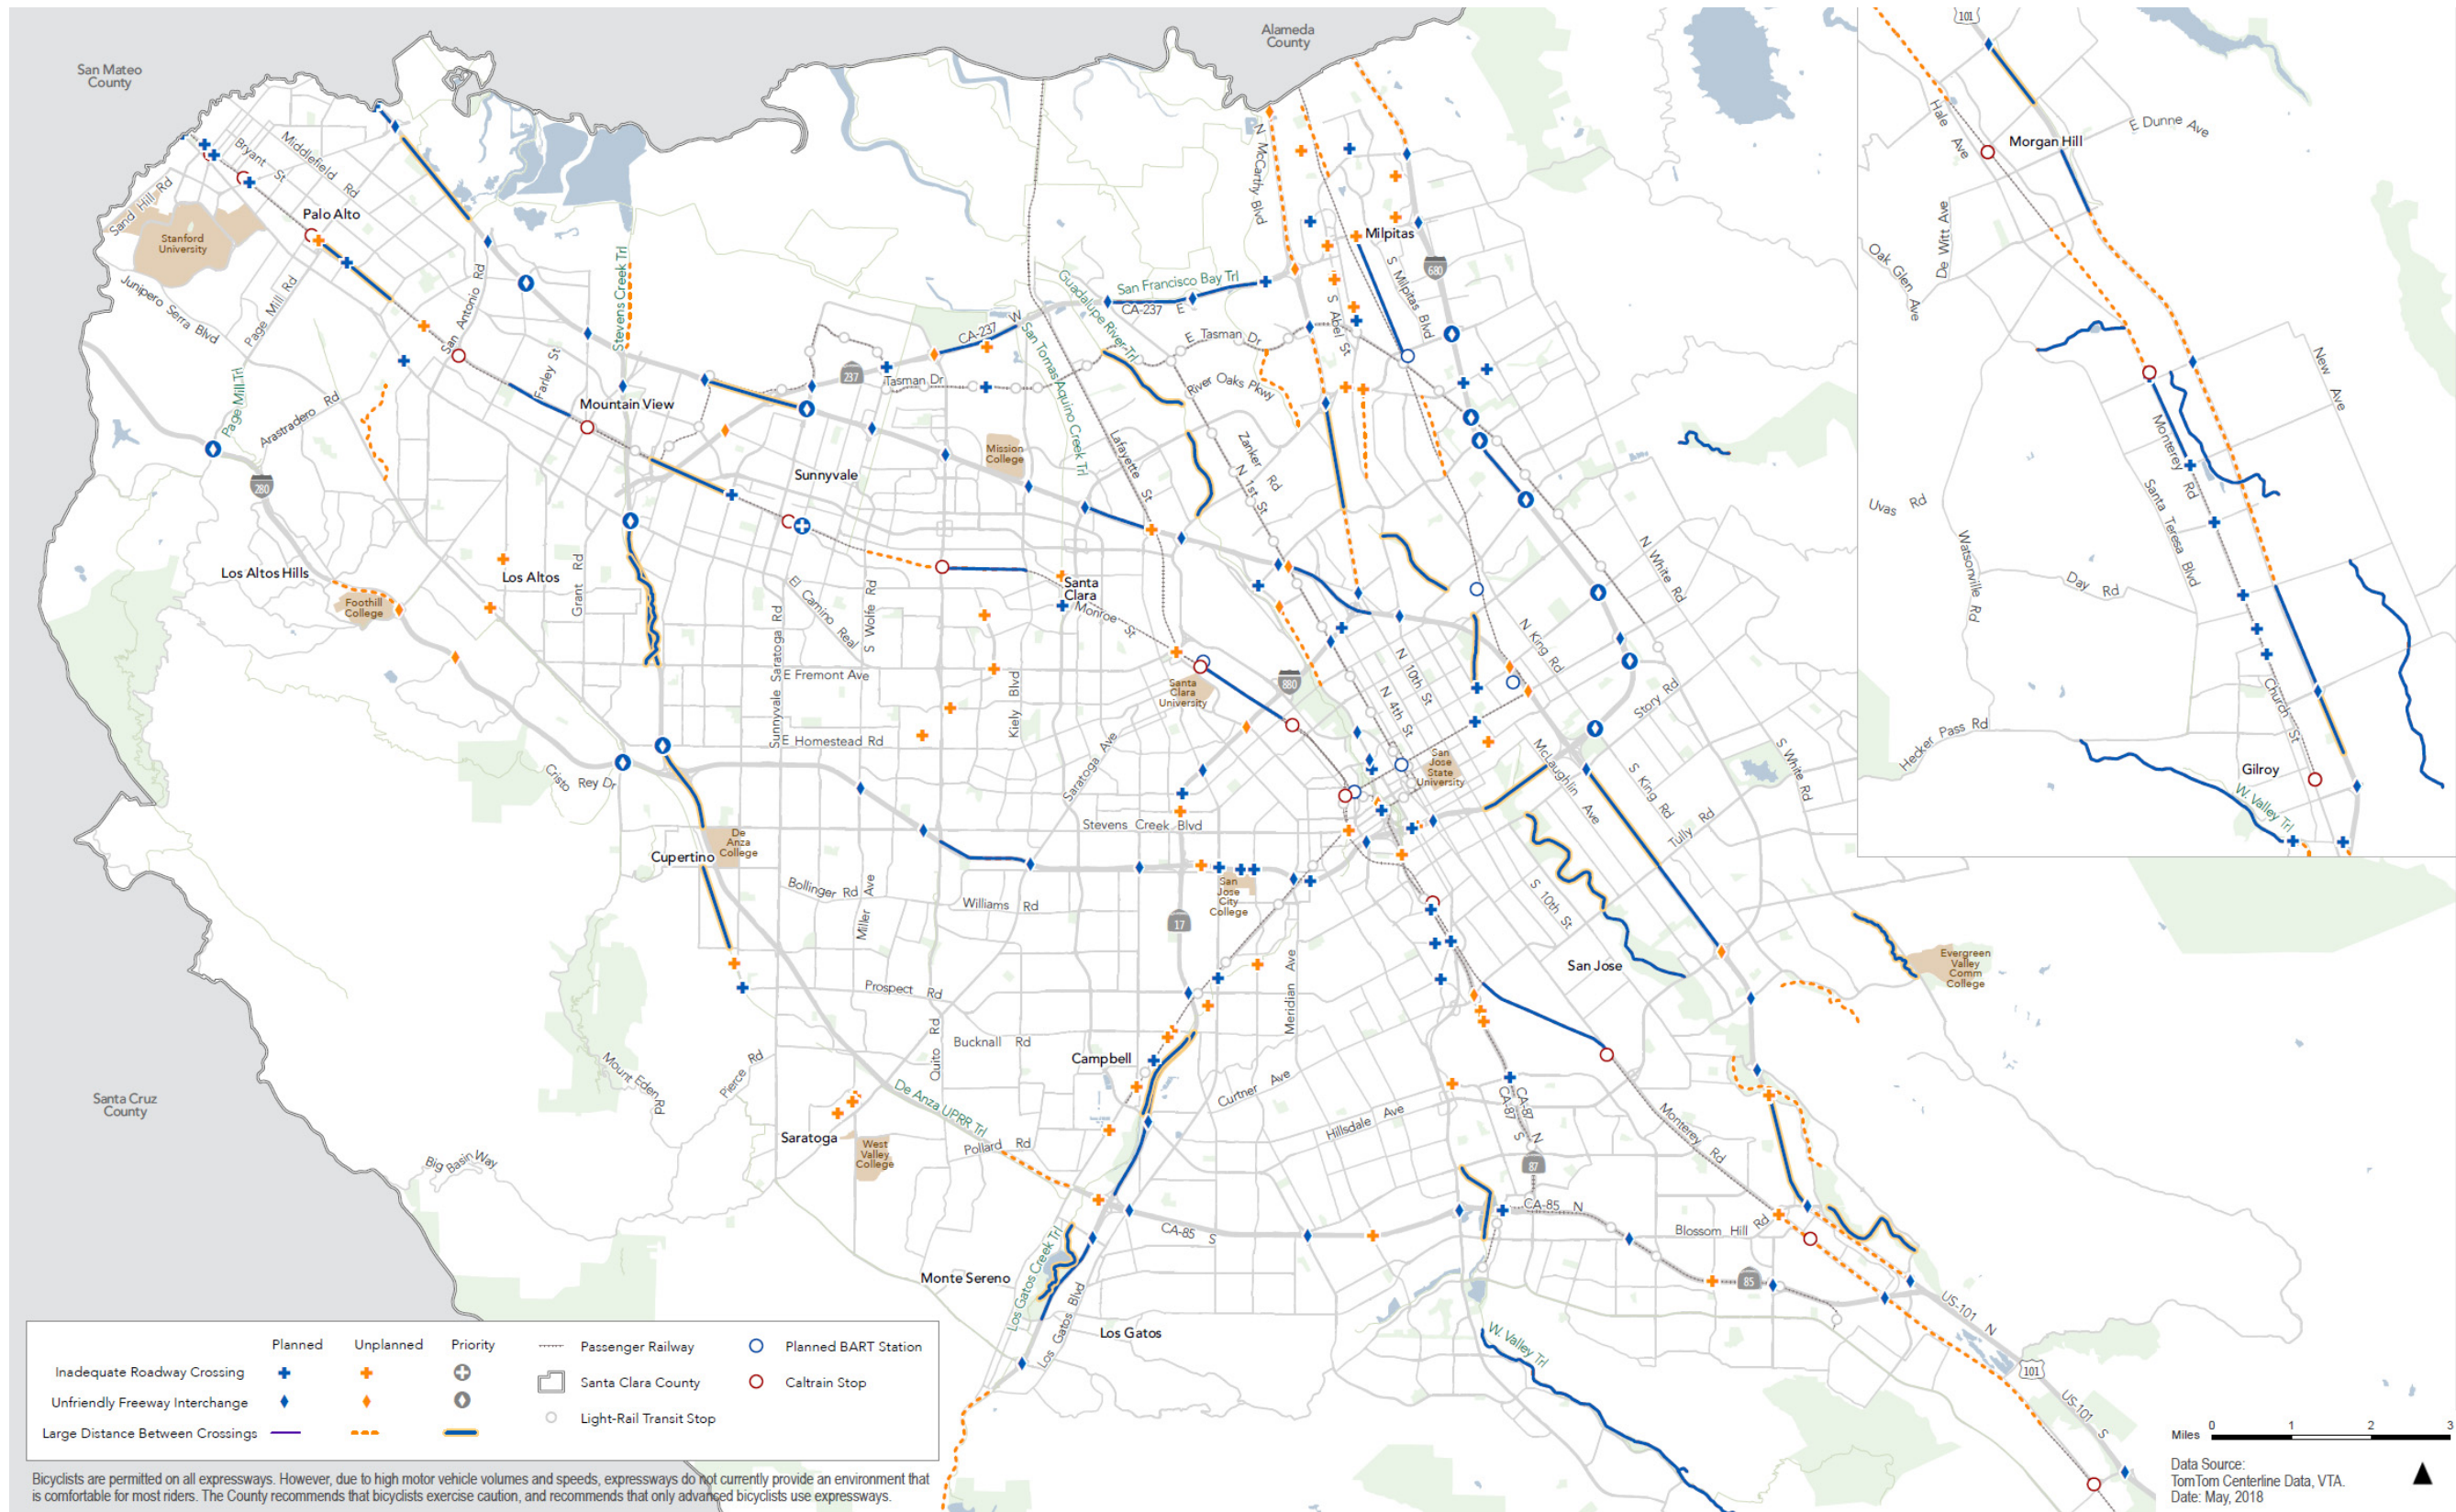 San Mateo
County
Alameda
County
101
Hale Ave
Morgan Hill
E Dunne Ave
De Witt Ave
Oak Glen Ave
New Ave
Monterey Rd
Santa Teresa Blvd
Uvas Rd
Watsonville Rd
Day Rd
Church St
Hecker Pass Rd
Gilroy
W. Valley Trl
Middlefield Rd
Bryant St
Sand Hill Rd
Palo Alto
Stanford
University
Junipero Serra Blvd
Page Mill Rd
San Antonio Rd
Stevens Creek Trl
Farley St
Page Mill Trl
Arastradero Rd
Mountain View
280
N McCarthy Blvd
Milpitas
S Milpitas Blvd
680
S Abel St
Guadalupe River Trl
San Francisco Bay Trl
CA-237 E
CA-237 W
E Tasman Dr
237
Tasman Dr
San Tomas Aquino Creek Trl
River Oaks Pkwy
Mission
College
Lafayette St
Zanker Rd
N 1st St
Sunnyvale
N White Rd
Los Altos Hills
Los Altos
Foothill
College
Grant Rd
El Camino Real
S Wolfe Rd
Sunnyvale Saratoga Rd
Santa
Clara
Monroe St
E Fremont Ave
Kiely Blvd
Santa
Clara
University
880
N 10th St
N 4th St
N King Rd
Story Rd
E Homestead Rd
Saratoga Ave
San
Jose
State
University
McLaughlin Ave
S King Rd
S White Rd
Cristo Rey Dr
De
Anza
College
Stevens Creek Blvd
Tully Rd
Cupertino
Bollinger Rd
Miller Ave
Williams Rd
San
Jose
City
College
17
S 10th St
Meridian Ave
San Jose
Evergreen
Valley
Comm
College
Prospect Rd
Quito Rd
Bucknall Rd
Campbell
Mount Eden Rd
Pierce Rd
De Anza UPRR Trl
Curtner Ave
Hillsdale Ave
CA-87 N
CA-87 S
Monterey Rd
Santa Cruz
County
Saratoga
West
Valley
College
Pollard Rd
Big Basin Way
87
CA-85 N
CA-85 S
Blossom Hill Rd
85
Monte Sereno
Los Gatos Creek Trl
Los Gatos Blvd
Los Gatos
W. Valley Trl
US-101 N
101
US-101 S
Planned Unplanned Priority
Inadequate Roadway Crossing
Unfriendly Freeway Interchange
Large Distance Between Crossings
Passenger Railway
Santa Clara County
Light-Rail Transit Stop
Planned BART Station
Caltrain Stop
Bicyclists are permitted on all expressways. However, due to high motor vehicle volumes and speeds, expressways do not currently provide an environment that
is comfortable for most riders. The County recommends that bicyclists exercise caution, and recommends that only advanced bicyclists use expressways.
0 1 2 3
Miles
Data Source:
TomTom Centerline Data, VTA.
Date: May, 2018